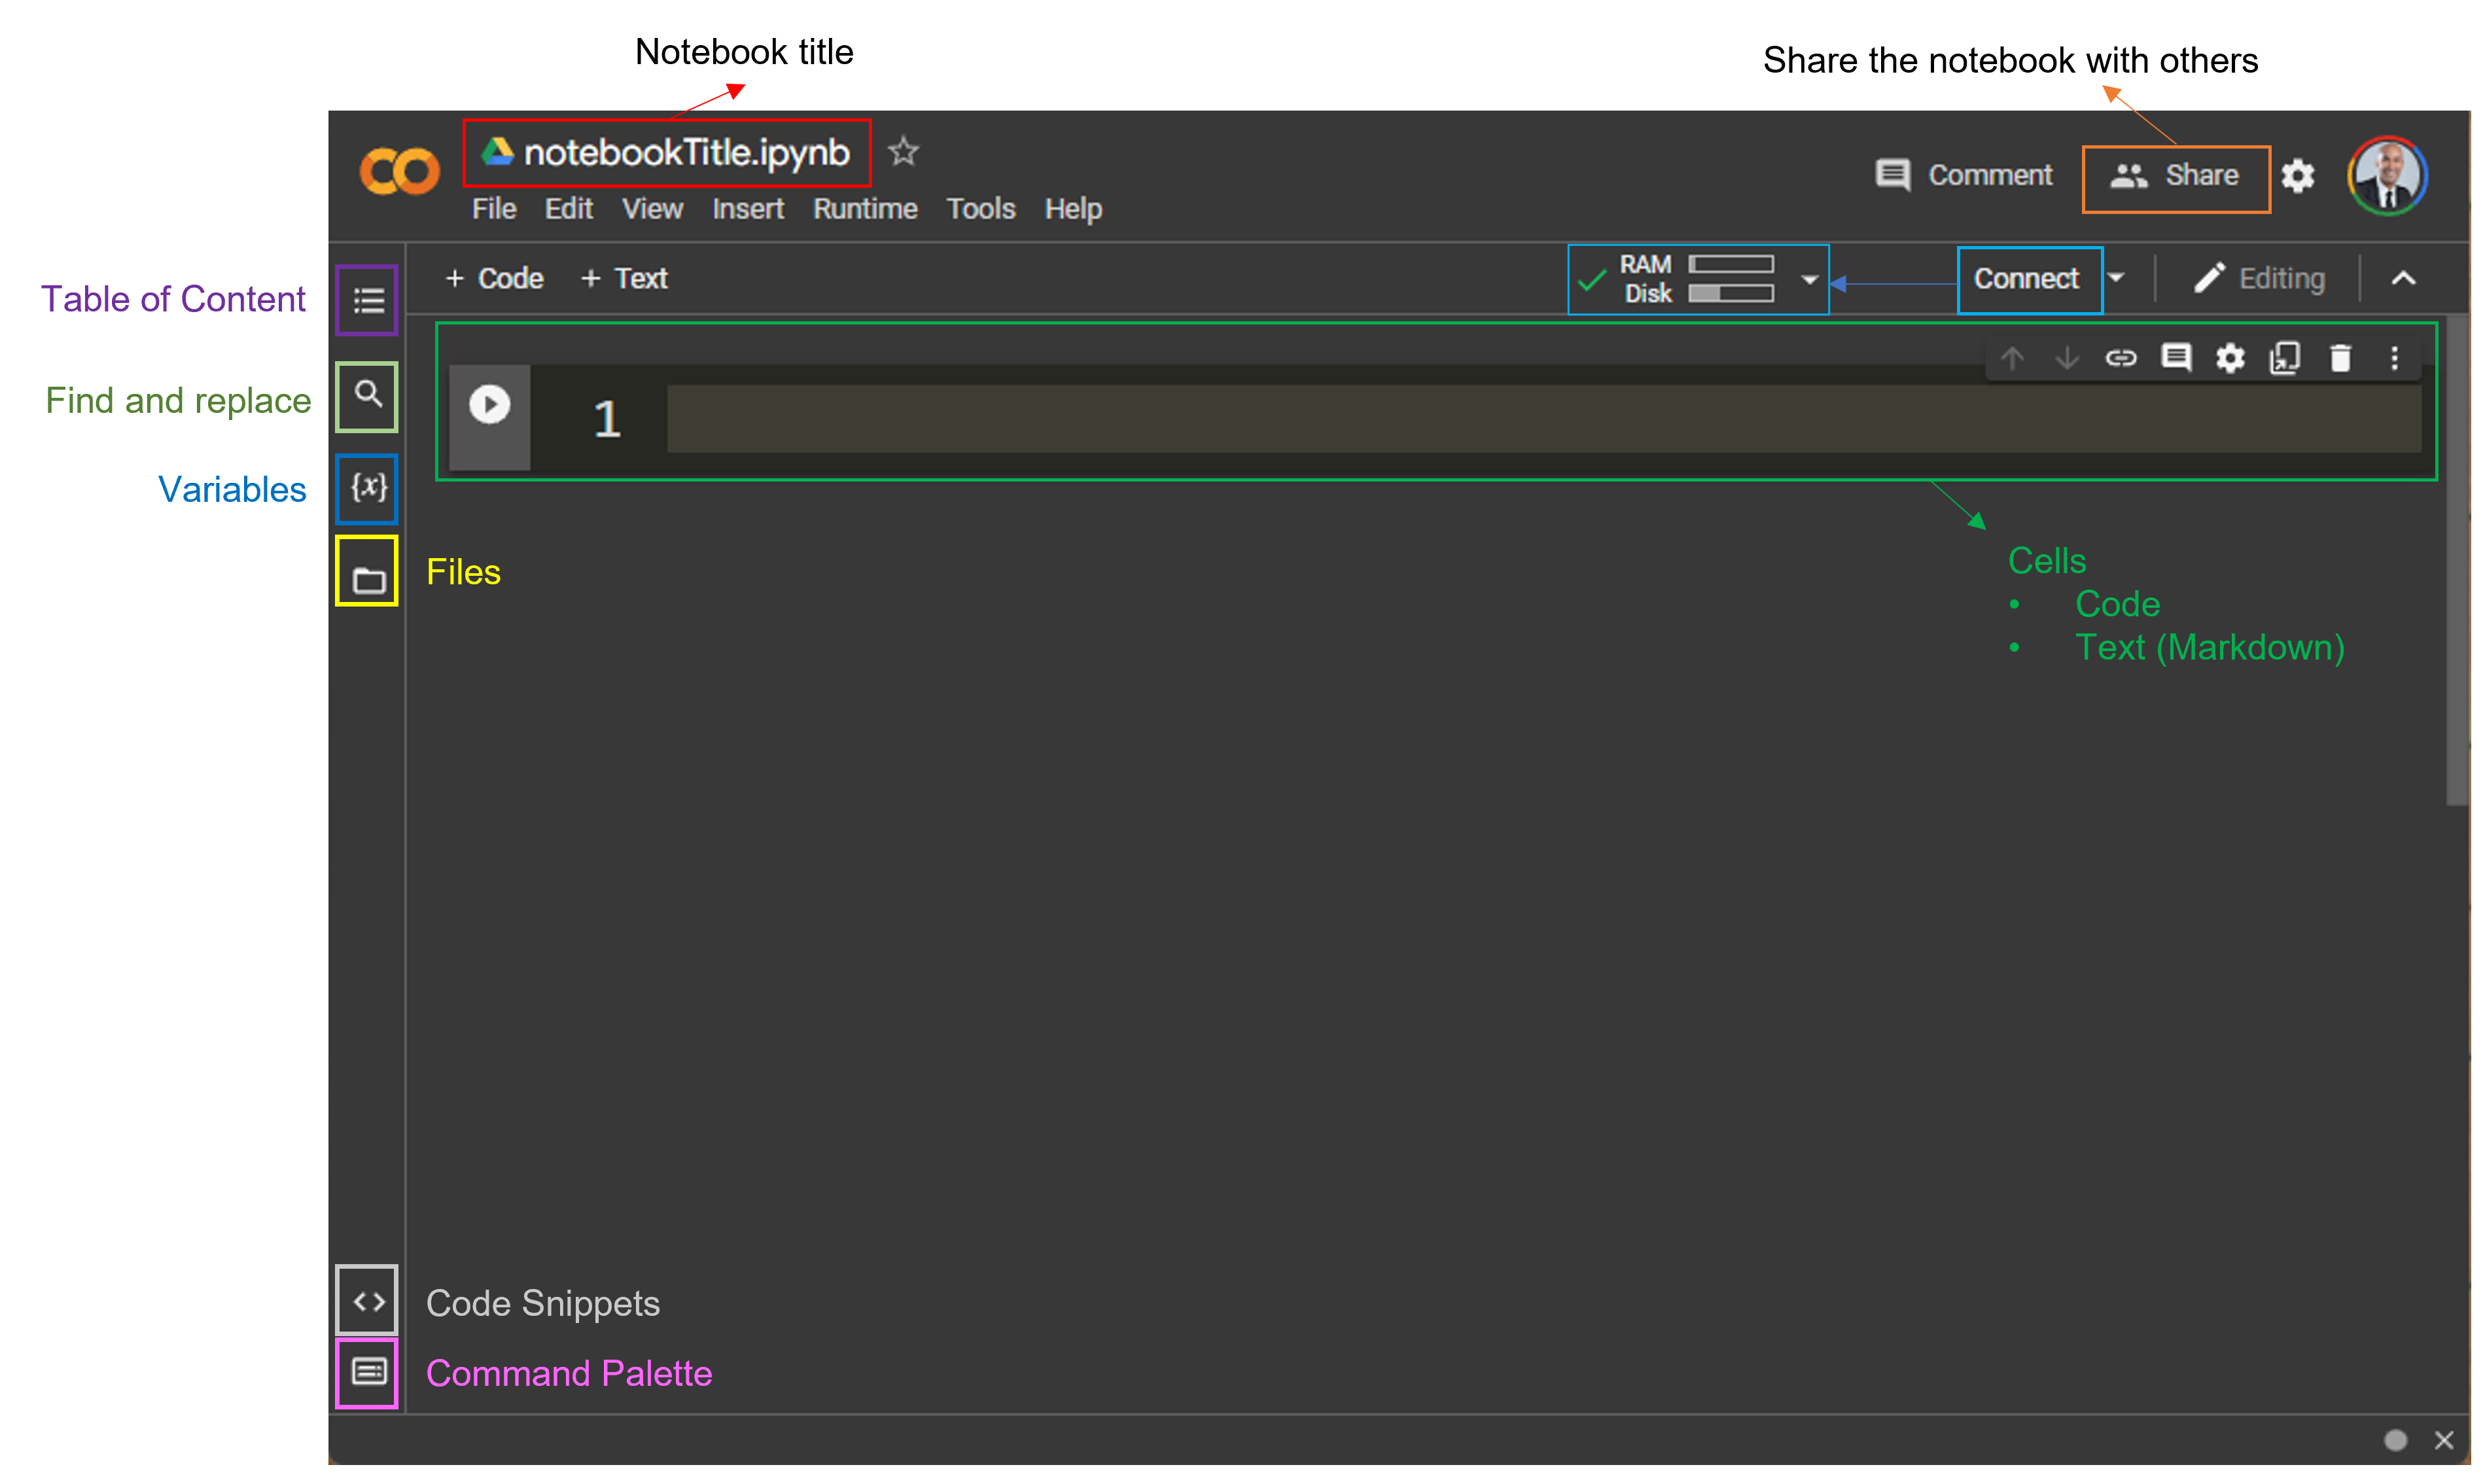 Notebook title
Share the notebook with others
notebookTitle.ipynb
Comment
Share
File Edit View Insert Runtime Tools Help
+ Code + Text
RAM
Disk
Connect
Editing
Table of Content
Find and replace
1
Variables
{x}
Files
Cells
• Code
• Text (Markdown)
Code Snippets
Command Palette